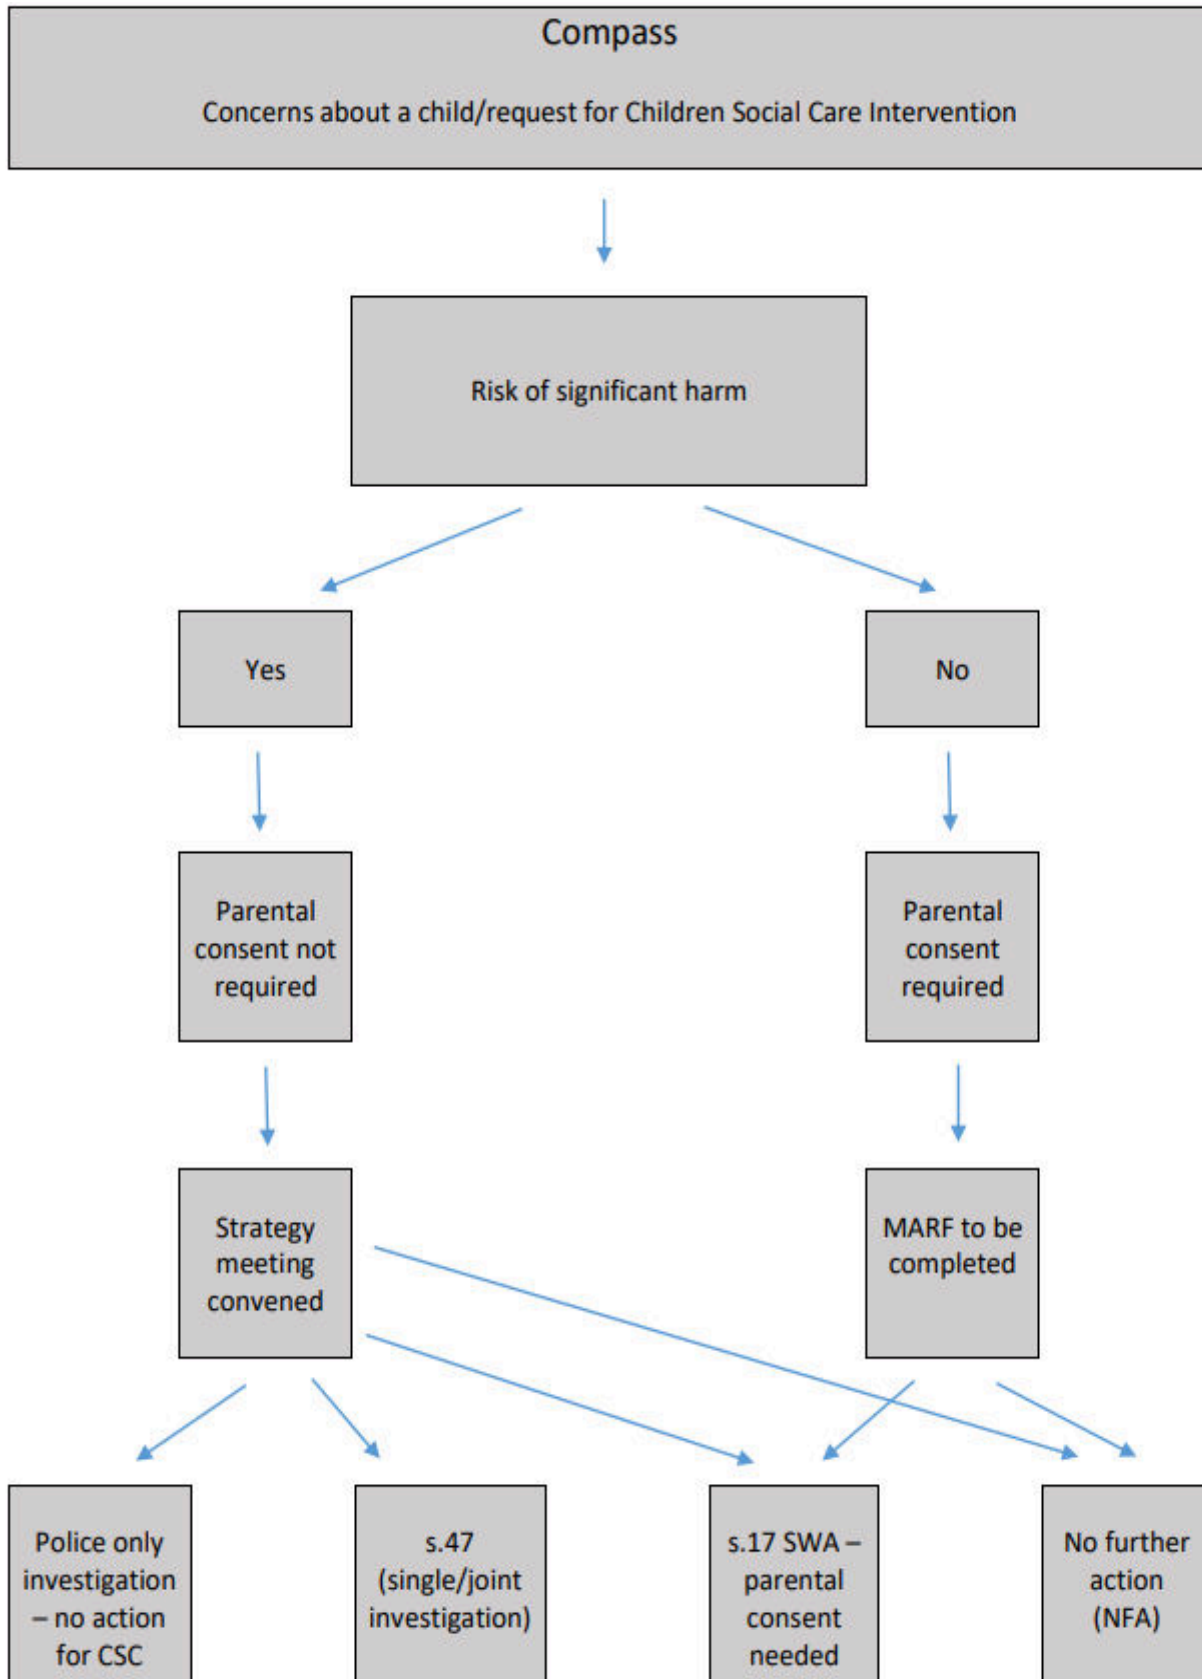 Compass
Concerns about a child/request for Children Social Care Intervention
Risk of significant harm
Yes
No
Parental
consent not
required
Parental
consent
required
Strategy
meeting
convened
MARF to be
completed
Police only
investigation
– no action
for CSC
s.47
(single/joint
investigation)
s.17 SWA –
parental
consent
needed
No further
action
(NFA)